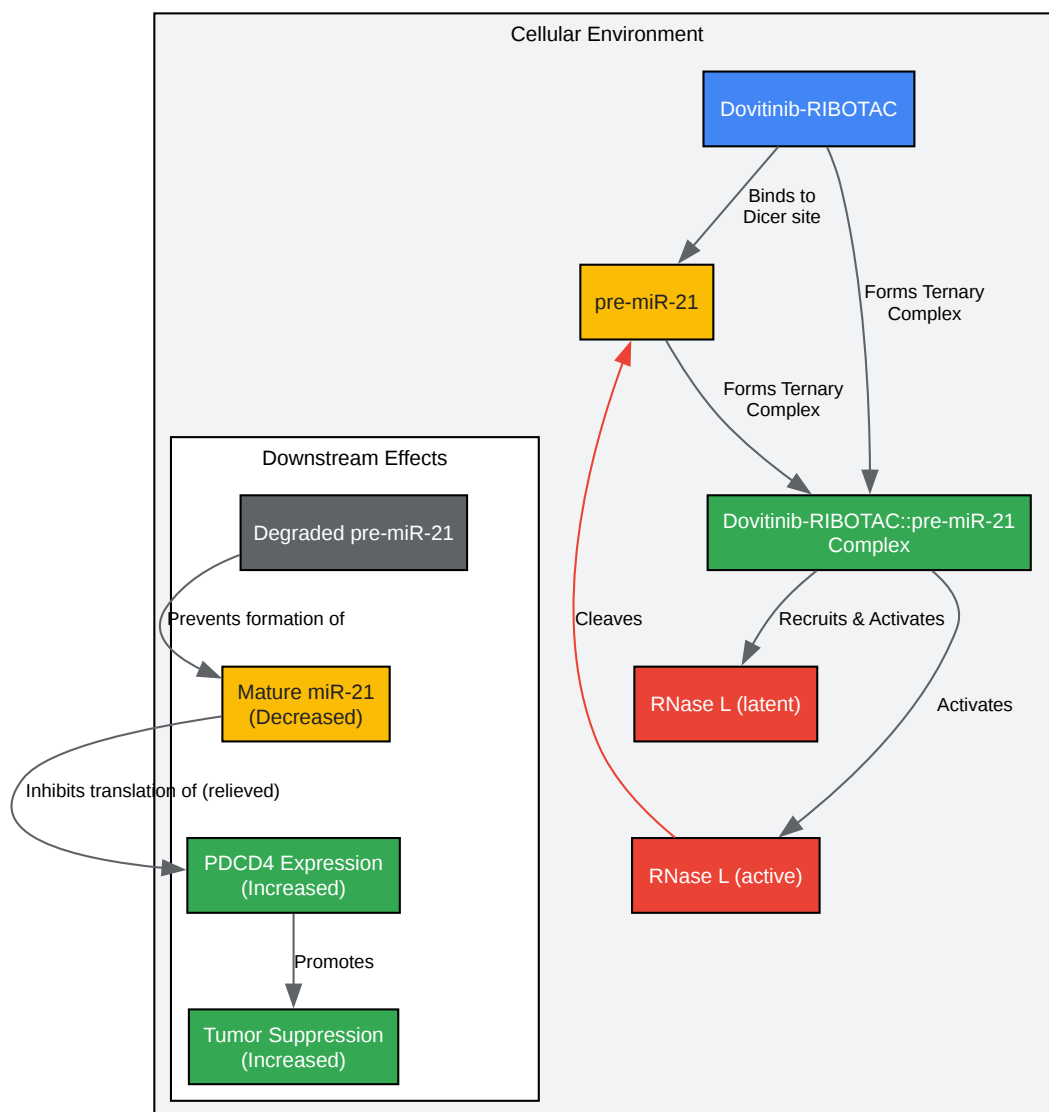 Cellular Environment
Dovitinib-RIBOTAC
Binds to
Dicer site
pre-miR-21
Forms Ternary
Complex
Forms Ternary
Complex
Downstream Effects
Degraded pre-miR-21
Dovitinib-RIBOTAC::pre-miR-21
Complex
Prevents formation of
Cleaves
Recruits & Activates
Mature miR-21
(Decreased)
RNase L (latent)
Activates
Inhibits translation of (relieved)
PDCD4 Expression
(Increased)
RNase L (active)
Promotes
Tumor Suppression
(Increased)